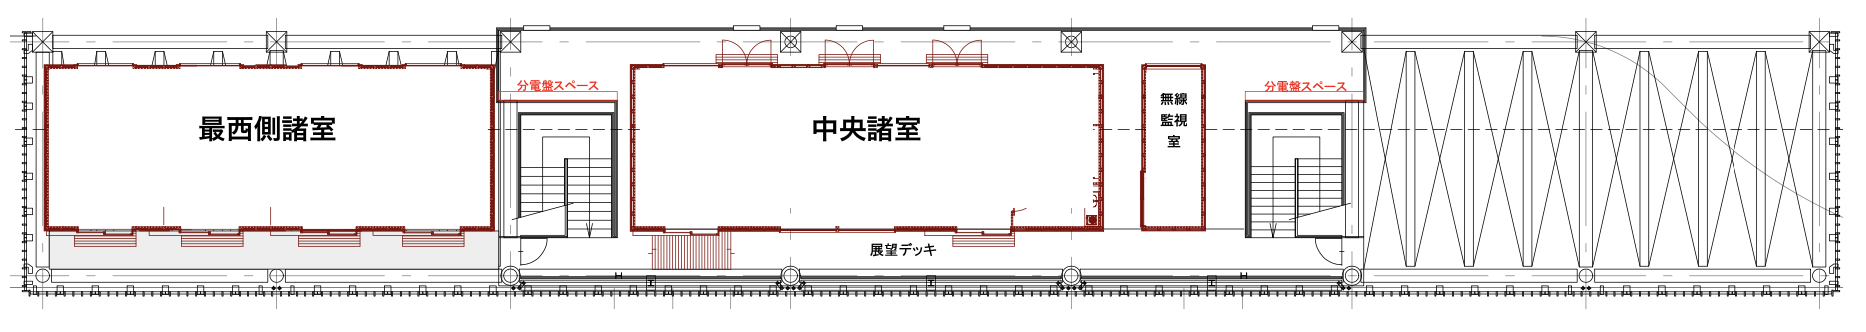 最西側諸室
分電盤スペース
中央諸室
無線
監視
室
分電盤スペース
展望デッキ